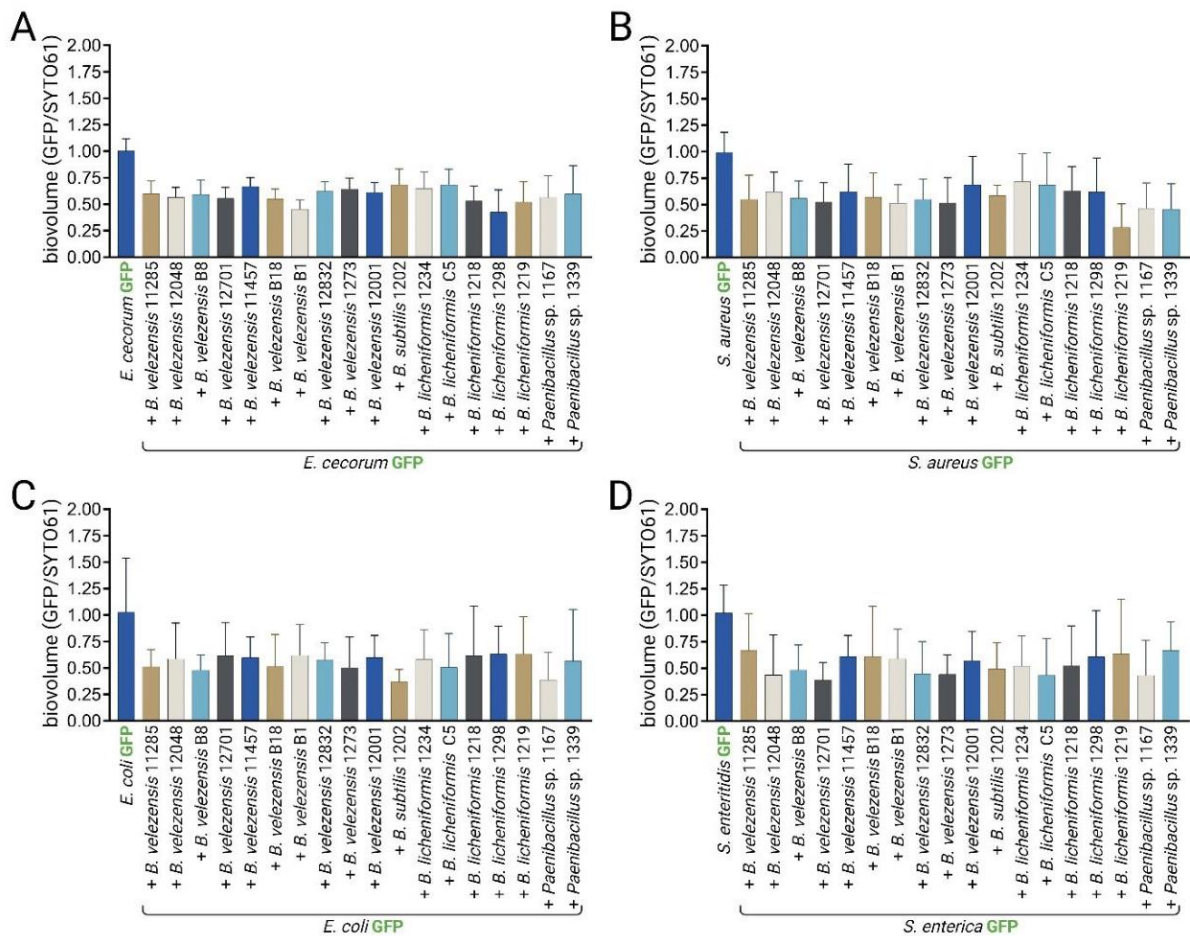 A
biovolume (GFP/SYTO61)
2.00
1.75
1.50
1.25
1.00
0.75
0.50
0.25
0.00
E. cecorum GFP
+ B. velezensis 11285
+ B. velezensis 12048
+ B. velezensis B8
+ B. velezensis 12701
+ B. velezensis 11457
+ B. velezensis B18
+ B. velezensis B1
+ B. velezensis 12832
+ B. velezensis 1273
+ B. velezensis 12001
+ B. subtilis 1202
+ B. licheniformis 1234
+ B. licheniformis C5
+ B. licheniformis 1218
+ B. licheniformis 1298
+ B. licheniformis 1219
+ Paenibacillus sp. 1167
+ Paenibacillus sp. 1339
E. cecorum GFP
B
biovolume (GFP/SYTO61)
2.00
1.75
1.50
1.25
1.00
0.75
0.50
0.25
0.00
S. aureus GFP
+ B. velezensis 11285
+ B. velezensis 12048
+ B. velezensis B8
+ B. velezensis 12701
+ B. velezensis 11457
+ B. velezensis B18
+ B. velezensis B1
+ B. velezensis 12832
+ B. velezensis 1273
+ B. velezensis 12001
+ B. subtilis 1202
+ B. licheniformis 1234
+ B. licheniformis C5
+ B. licheniformis 1218
+ B. licheniformis 1298
+ B. licheniformis 1219
+ Paenibacillus sp. 1167
+ Paenibacillus sp. 1339
S. aureus GFP
C
biovolume (GFP/SYTO61)
2.00
1.75
1.50
1.25
1.00
0.75
0.50
0.25
0.00
E. coli GFP
+ B. velezensis 11285
+ B. velezensis 12048
+ B. velezensis B8
+ B. velezensis 12701
+ B. velezensis 11457
+ B. velezensis B18
+ B. velezensis B1
+ B. velezensis 12832
+ B. velezensis 1273
+ B. velezensis 12001
+ B. subtilis 1202
+ B. licheniformis 1234
+ B. licheniformis C5
+ B. licheniformis 1218
+ B. licheniformis 1298
+ B. licheniformis 1219
+ Paenibacillus sp. 1167
+ Paenibacillus sp. 1339
E. coli GFP
D
biovolume (GFP/SYTO61)
2.00
1.75
1.50
1.25
1.00
0.75
0.50
0.25
0.00
S. enteritidis GFP
+ B. velezensis 11285
+ B. velezensis 12048
+ B. velezensis B8
+ B. velezensis 12701
+ B. velezensis 11457
+ B. velezensis B18
+ B. velezensis B1
+ B. velezensis 12832
+ B. velezensis 1273
+ B. velezensis 12001
+ B. subtilis 1202
+ B. licheniformis 1234
+ B. licheniformis C5
+ B. licheniformis 1218
+ B. licheniformis 1298
+ B. licheniformis 1219
+ Paenibacillus sp. 1167
+ Paenibacillus sp. 1339
S. enterica GFP